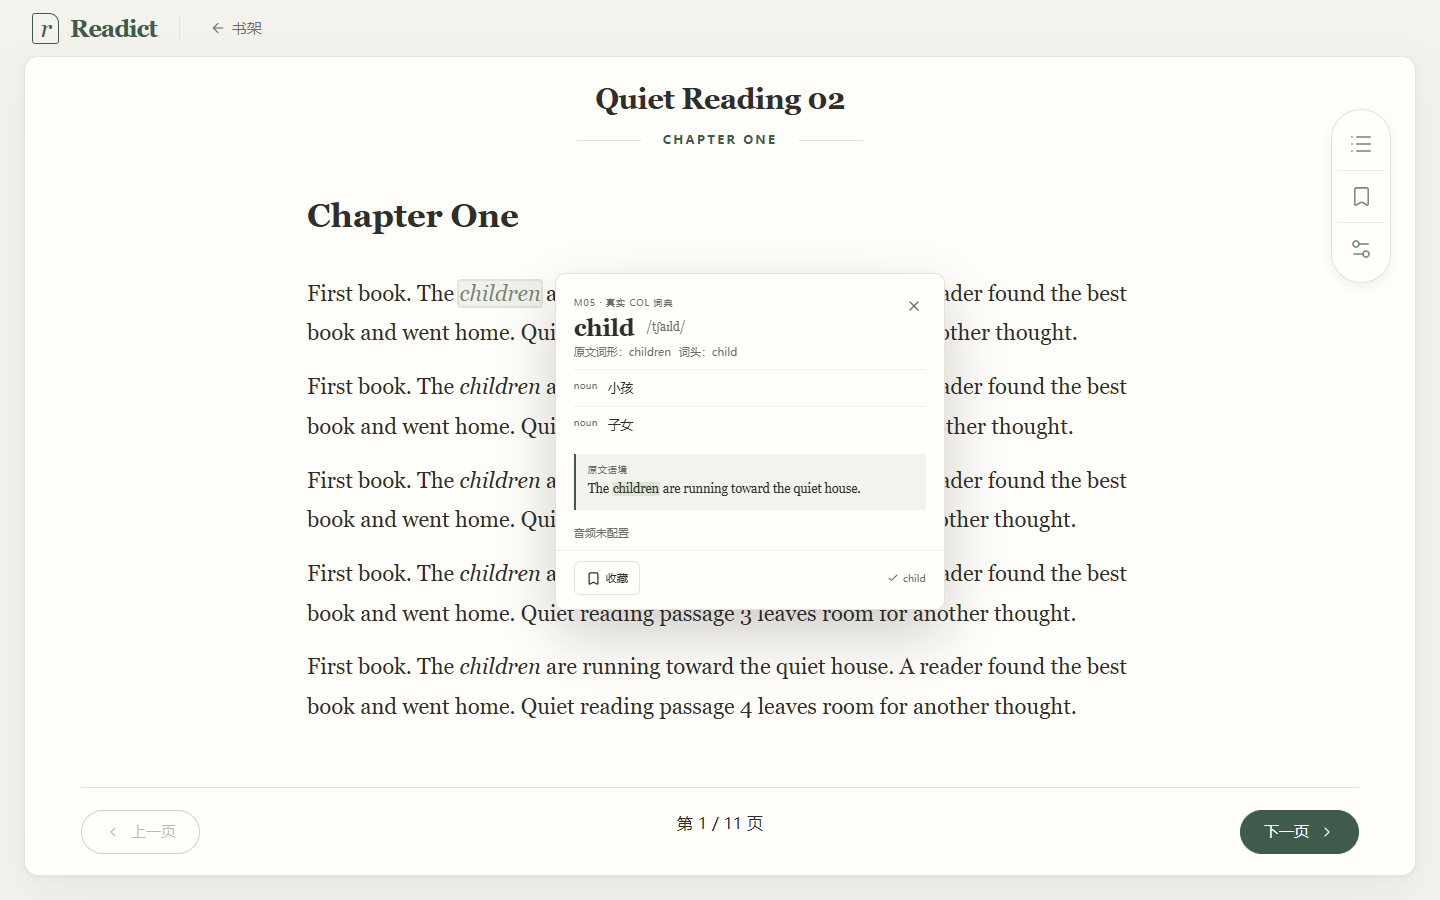 r Readict
← 书架
Quiet Reading 02
CHAPTER ONE
Chapter One
First book. The children a
ader found the best
book and went home. Qui
other thought.
First book. The children a
ader found the best
book and went home. Qui
ther thought.
First book. The children a
ader found the best
book and went home. Qui
other thought.
First book. The children a
ader found the best
book and went home. Quiet reading passage 3 leaves room for another thought.
First book. The children are running toward the quiet house. A reader found the best
book and went home. Quiet reading passage 4 leaves room for another thought.
M05 · 真实 COL 词典
child /tʃaɪld/
原文词形：children 词头：child
noun 小孩
noun 子女
原文语境
The children are running toward the quiet house.
音频未配置
收藏
child
上一页
第 1 / 11 页
下一页